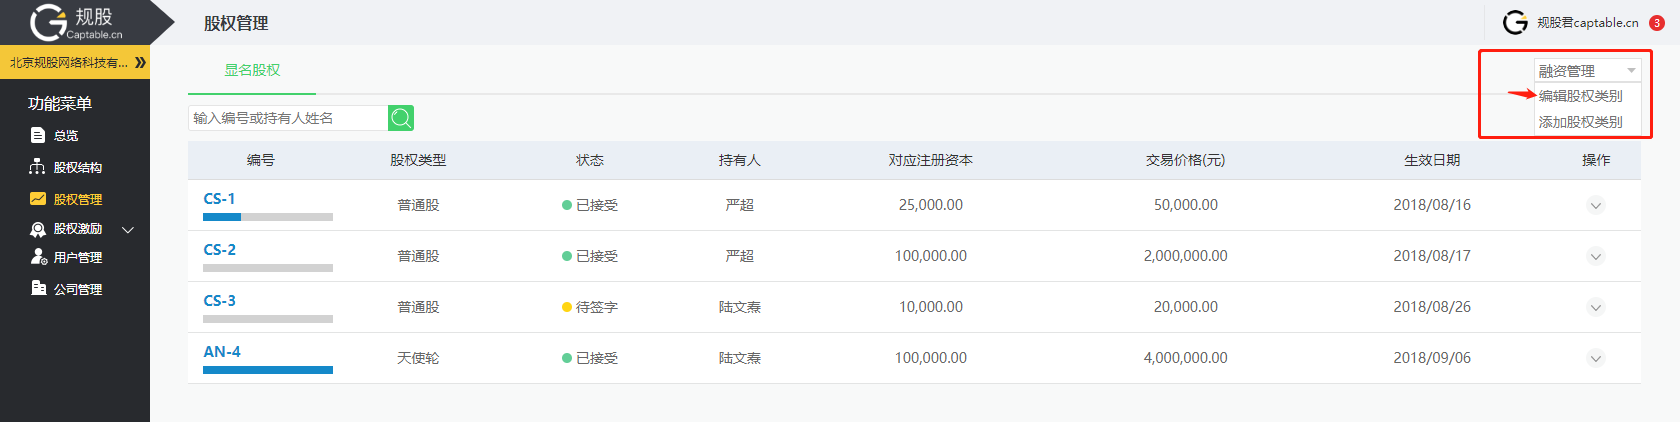 规股
Captable.cn
股权管理
规股君captable.cn
3
北京规股网络科技有... »
功能菜单
总览
股权结构
股权管理
股权激励
用户管理
公司管理
显名股权
融资管理
编辑股权类别
添加股权类别
输入编号或持有人姓名
编号 股权类型 状态 持有人 对应注册资本 交易价格(元) 生效日期 操作
CS-1 普通股 已接受 严超 25,000.00 50,000.00 2018/08/16
CS-2 普通股 已接受 严超 100,000.00 2,000,000.00 2018/08/17
CS-3 普通股 待签字 陆文焘 10,000.00 20,000.00 2018/08/26
AN-4 天使轮 已接受 陆文焘 100,000.00 4,000,000.00 2018/09/06